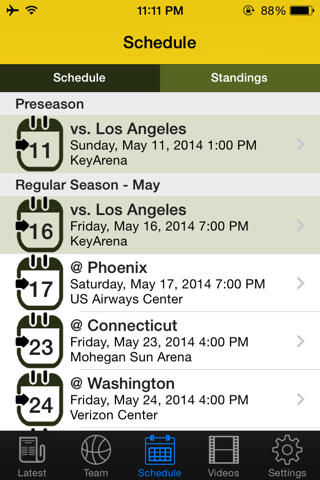 11:11 PM
88%
Schedule
Schedule
Standings
Preseason
11
vs. Los Angeles
Sunday, May 11, 2014 1:00 PM
KeyArena
Regular Season - May
16
vs. Los Angeles
Friday, May 16, 2014 7:00 PM
KeyArena
17
@ Phoenix
Saturday, May 17, 2014 7:00 PM
US Airways Center
23
@ Connecticut
Friday, May 23, 2014 4:00 PM
Mohegan Sun Arena
24
@ Washington
Saturday, May 24, 2014 4:00 PM
Verizon Center
Latest
Team
Schedule
Videos
Settings